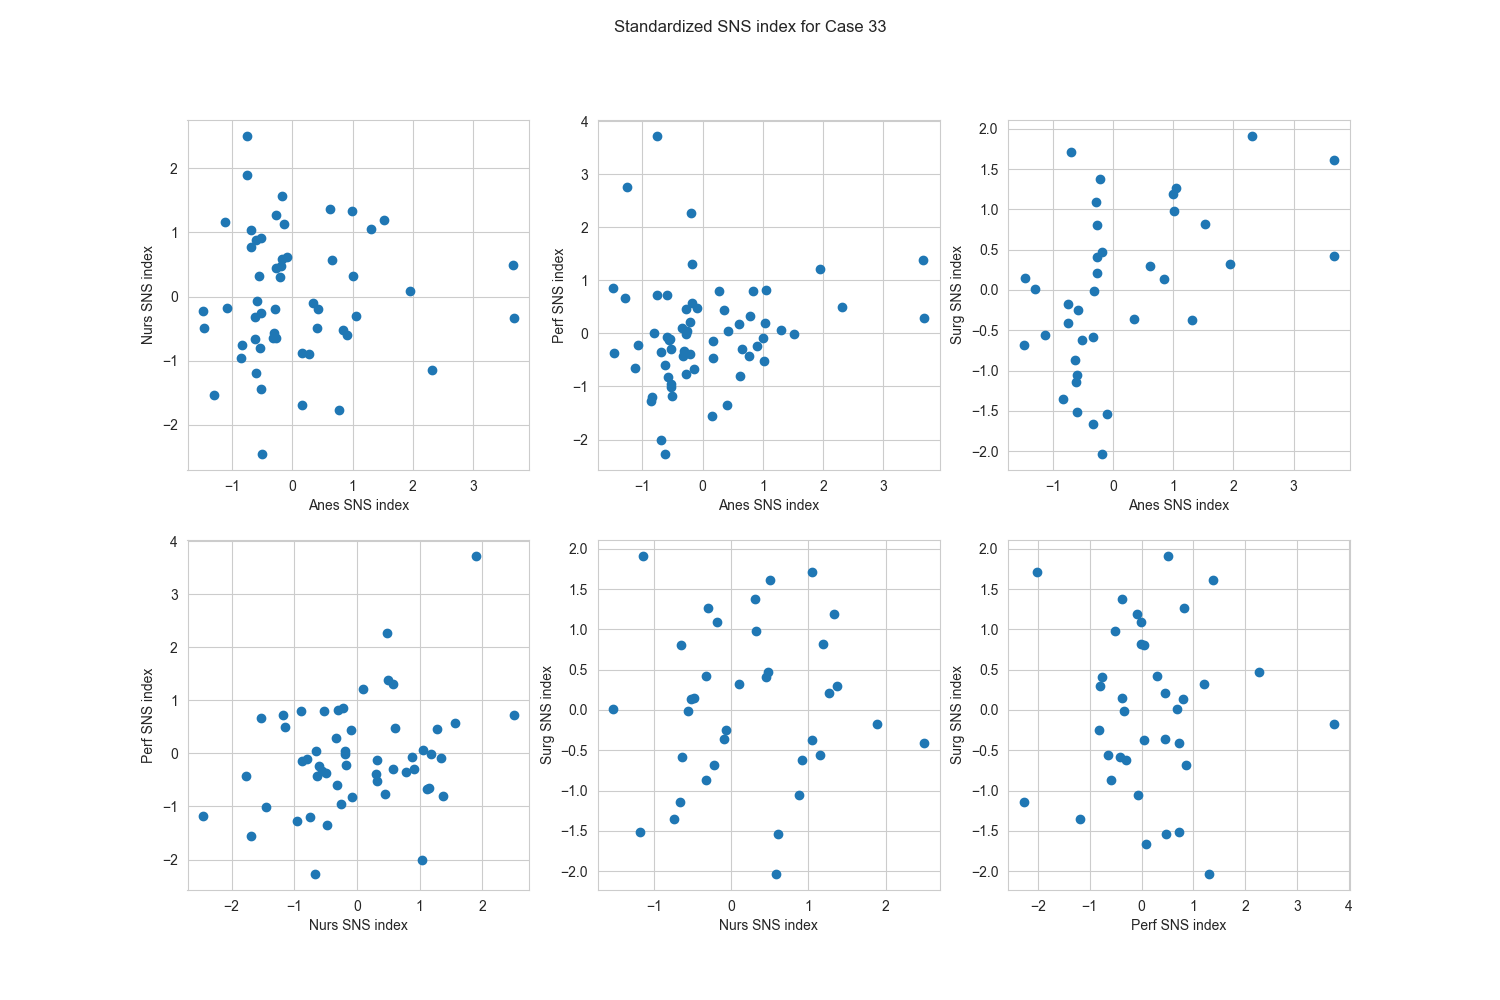 Standardized SNS index for Case 33
Nurs SNS index
2
1
0
−1
−2
−1 0 1 2 3
Anes SNS index
Perf SNS index
4
3
2
1
0
−1
−2
−1 0 1 2 3
Anes SNS index
Surg SNS index
2.0
1.5
1.0
0.5
0.0
−0.5
−1.0
−1.5
−2.0
−1 0 1 2 3
Anes SNS index
Perf SNS index
4
3
2
1
0
−1
−2
−2 −1 0 1 2
Nurs SNS index
Surg SNS index
2.0
1.5
1.0
0.5
0.0
−0.5
−1.0
−1.5
−2.0
−1 0 1 2
Nurs SNS index
Surg SNS index
2.0
1.5
1.0
0.5
0.0
−0.5
−1.0
−1.5
−2.0
−2 −1 0 1 2 3 4
Perf SNS index